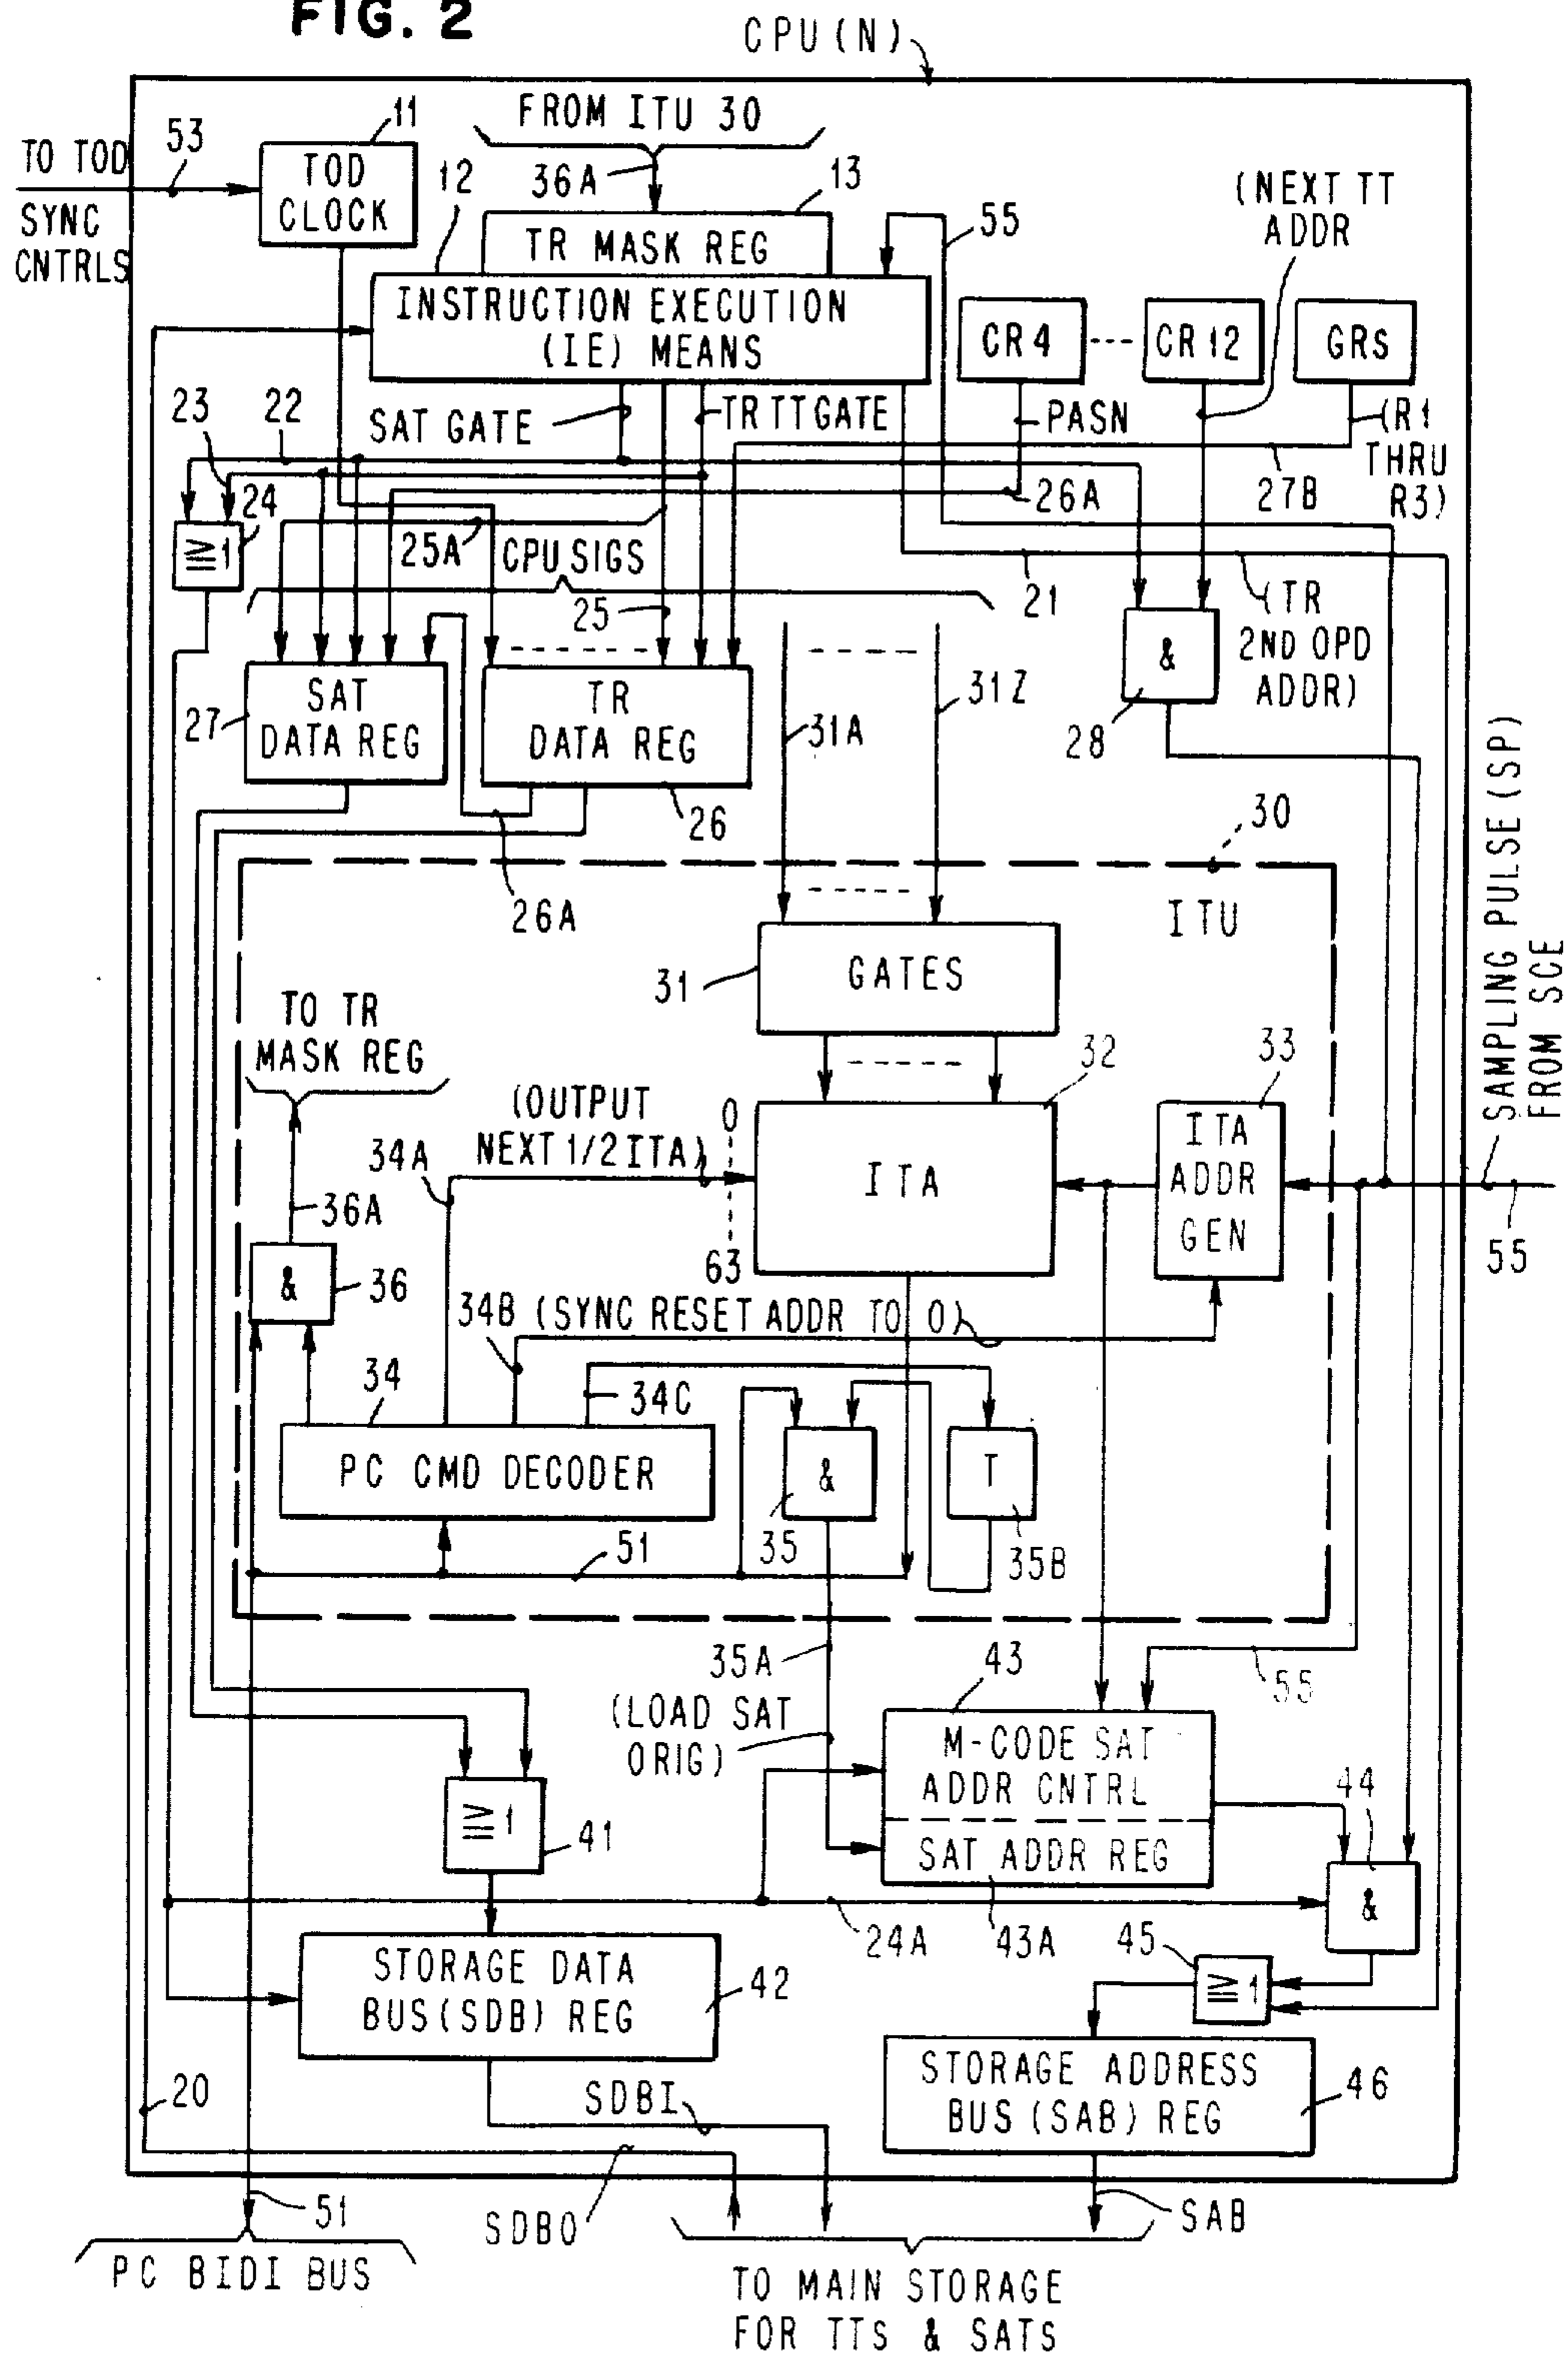 FIG. 2
CPU (N)
FROM ITU 30
11
53
TO TOD
SYNC
CNTRLS
TOD
CLOCK
12
36A
13
55
(NEXT TT
ADDR
TR MASK REG
INSTRUCTION EXECUTION
(IE) MEANS
CR4
CR12
GRs
SAT GATE
TR TT GATE
PASN
(R1
THRU
R3)
23
22
24
≧1
26A
27B
25A
CPU SIGS
25
21
(TR
2ND OPD
ADDR)
&
28
SAT
DATA REG
27
TR
DATA REG
26
31A
31Z
26A
30
ITU
SAMPLING PULSE (SP)
FROM SCE
GATES
31
TO TR
MASK REG
32
33
(OUTPUT
NEXT 1/2 ITA)
0
63
ITA
ITA
ADDR
GEN
34A
36A
55
&
36
34B (SYNC RESET ADDR TO 0)
34
34C
PC CMD DECODER
&
T
35
35B
51
35A
43
55
(LOAD SAT
ORIG)
M-CODE SAT
ADDR CNTRL
SAT ADDR REG
44
≧1
41
&
24A
43A
45
≧1
STORAGE DATA
BUS (SDB) REG
42
STORAGE ADDRESS
BUS (SAB) REG
46
20
SDBI
51
SDBO
SAB
PC BIDI BUS
TO MAIN STORAGE
FOR TTs & SATs